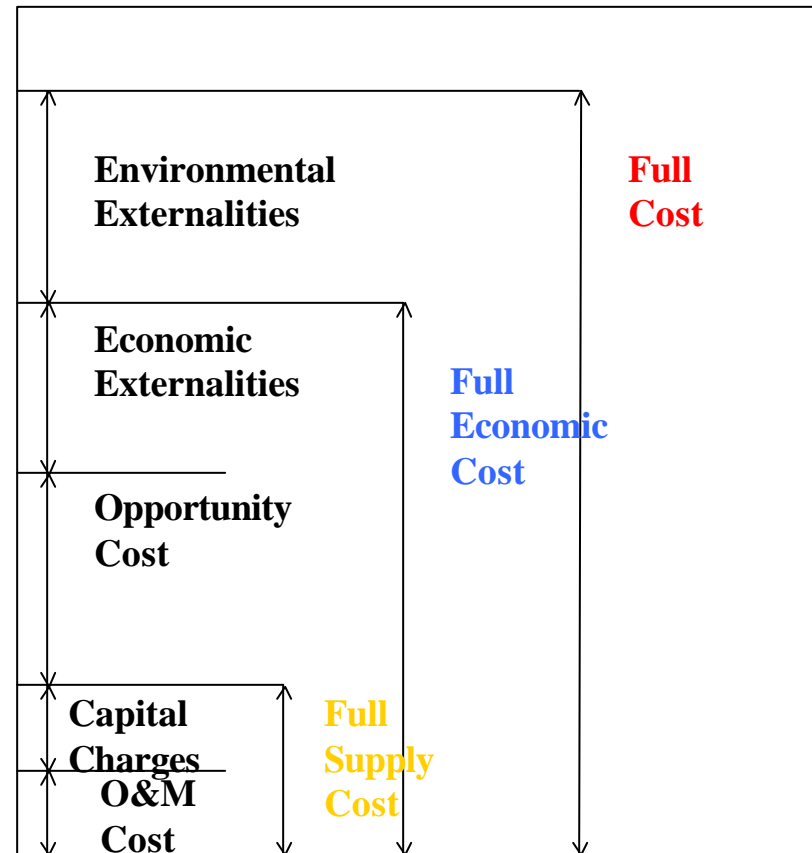 Environmental
Externalities
Full
Cost
Economic
Externalities
Full
Economic
Cost
Opportunity
Cost
Capital
Charges
Full
Supply
Cost
O&M
Cost